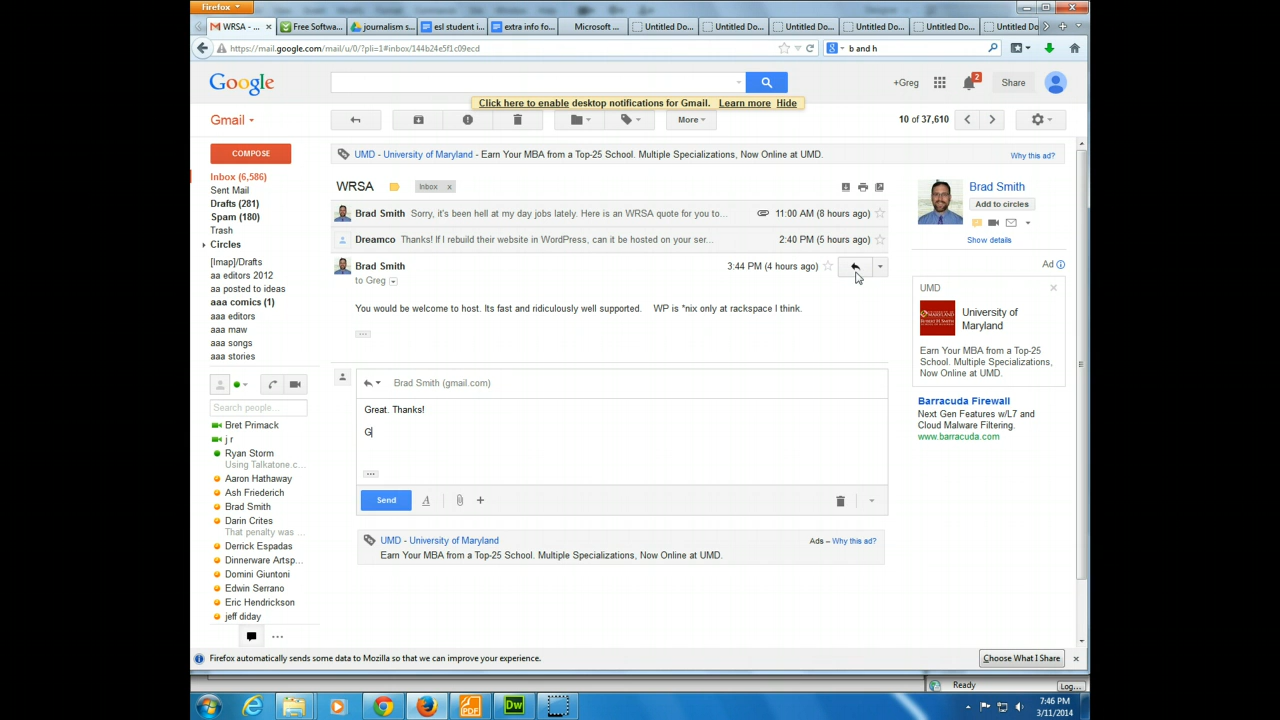 Firefox
WRSA - ...
Free Softwa...
journalism s...
esl student i...
extra info fo...
Microsoft ...
Untitled Do...
Untitled Do...
Untitled Do...
Untitled Do...
Untitled Do...
Untitled Do...
https://mail.google.com/mail/u/0/?pli=1#inbox/144b24e5f1c09ecd
b and h
Google
+Greg
2
Share
Click here to enable desktop notifications for Gmail. Learn more Hide
Gmail
More
10 of 37,610
COMPOSE
Inbox (6,586)
Sent Mail
Drafts (281)
Spam (180)
Trash
Circles
[Imap]/Drafts
aa editors 2012
aa posted to ideas
aaa comics (1)
aaa editors
aaa maw
aaa songs
aaa stories
Search people...
Bret Primack
j r
Ryan Storm
Using Talkatone.c...
Aaron Hathaway
Ash Friederich
Brad Smith
Darin Crites
That penalty was ...
Derrick Espadas
Dinnerware Artsp...
Domini Giuntoni
Edwin Serrano
Eric Hendrickson
jeff diday
UMD - University of Maryland - Earn Your MBA from a Top-25 School. Multiple Specializations, Now Online at UMD.
Why this ad?
WRSA
Inbox x
Brad Smith Sorry, it's been hell at my day jobs lately. Here is an WRSA quote for you to... 11:00 AM (8 hours ago)
Dreamco Thanks! If I rebuild their website in WordPress, can it be hosted on your ser... 2:40 PM (5 hours ago)
Brad Smith 3:44 PM (4 hours ago)
to Greg
You would be welcome to host. Its fast and ridiculously well supported. WP is *nix only at rackspace I think.
Brad Smith (gmail.com)
Great. Thanks!
G
Send
UMD - University of Maryland
Ads – Why this ad?
Earn Your MBA from a Top-25 School. Multiple Specializations, Now Online at UMD.
Brad Smith
Add to circles
Show details
Ad
UMD
University of
Maryland
Earn Your MBA from a Top-25
School. Multiple Specializations,
Now Online at UMD.
Barracuda Firewall
Next Gen Features w/L7 and
Cloud Malware Filtering.
www.barracuda.com
Firefox automatically sends some data to Mozilla so that we can improve your experience.
Choose What I Share
Ready
Log...
PDF
Dw
7:46 PM
3/11/2014